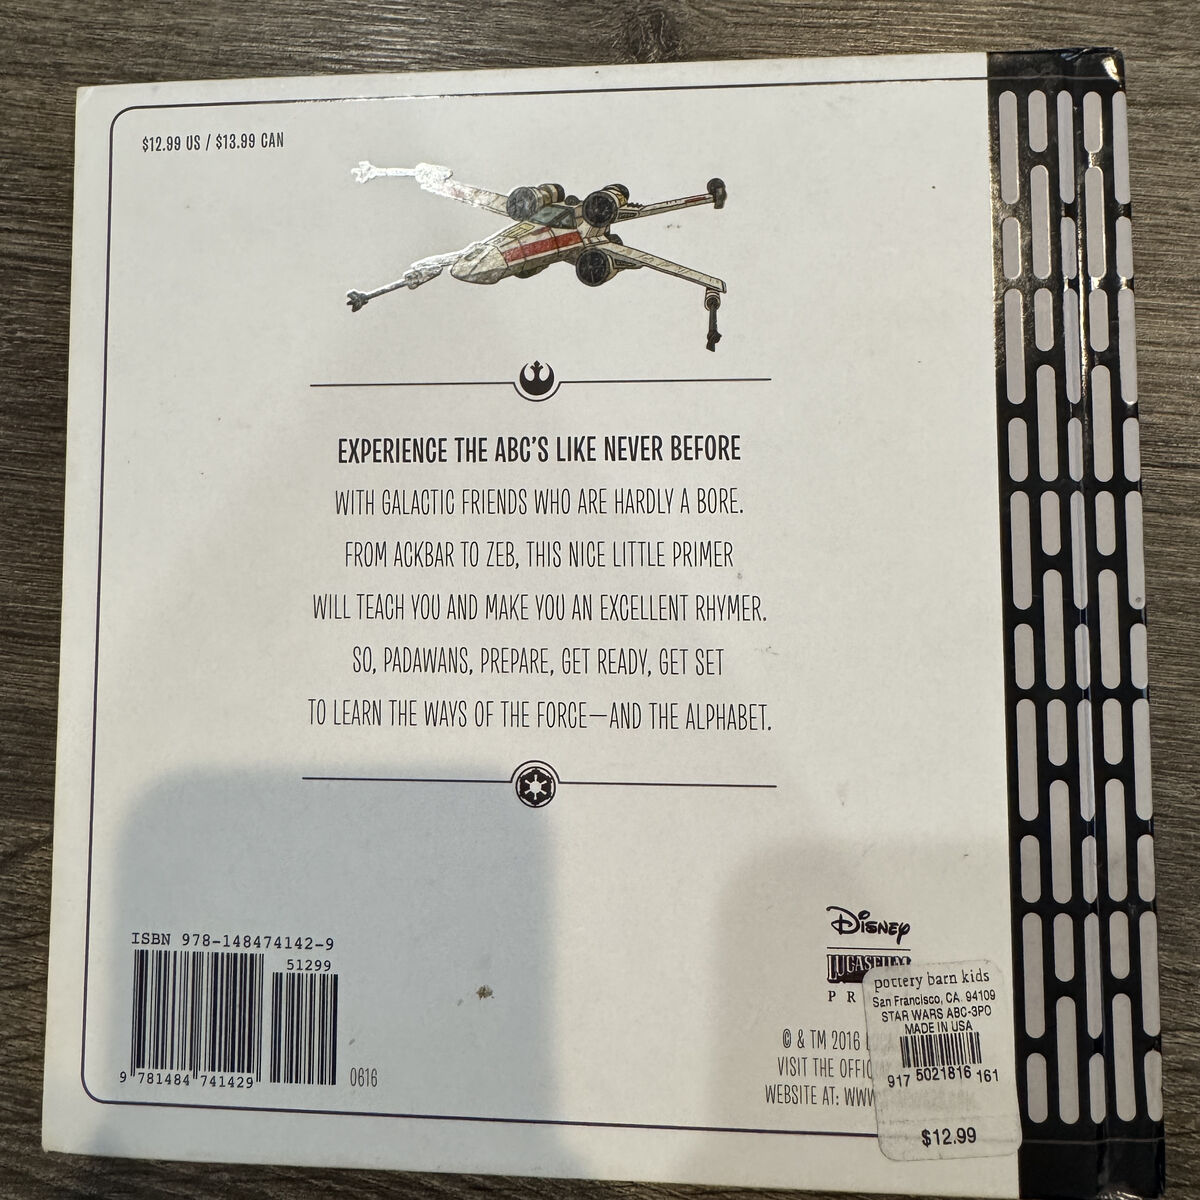 $12.99 US / $13.99 CAN
EXPERIENCE THE ABC'S LIKE NEVER BEFORE
WITH GALACTIC FRIENDS WHO ARE HARDLY A BORE.
FROM ACKBAR TO ZEB, THIS NICE LITTLE PRIMER
WILL TEACH YOU AND MAKE YOU AN EXCELLENT RHYMER.
SO, PADAWANS, PREPARE, GET READY, GET SET
TO LEARN THE WAYS OF THE FORCE—AND THE ALPHABET.
ISBN 978-148474142-9
51299
9 781484 741429
0616
Disney
LUCASFILM
PR
© & TM 2016
VISIT THE OFFIC
WEBSITE AT: WWW
pottery barn kids
San Francisco, CA. 94109
STAR WARS ABC-3PO
MADE IN USA
917 5021816 161
$12.99